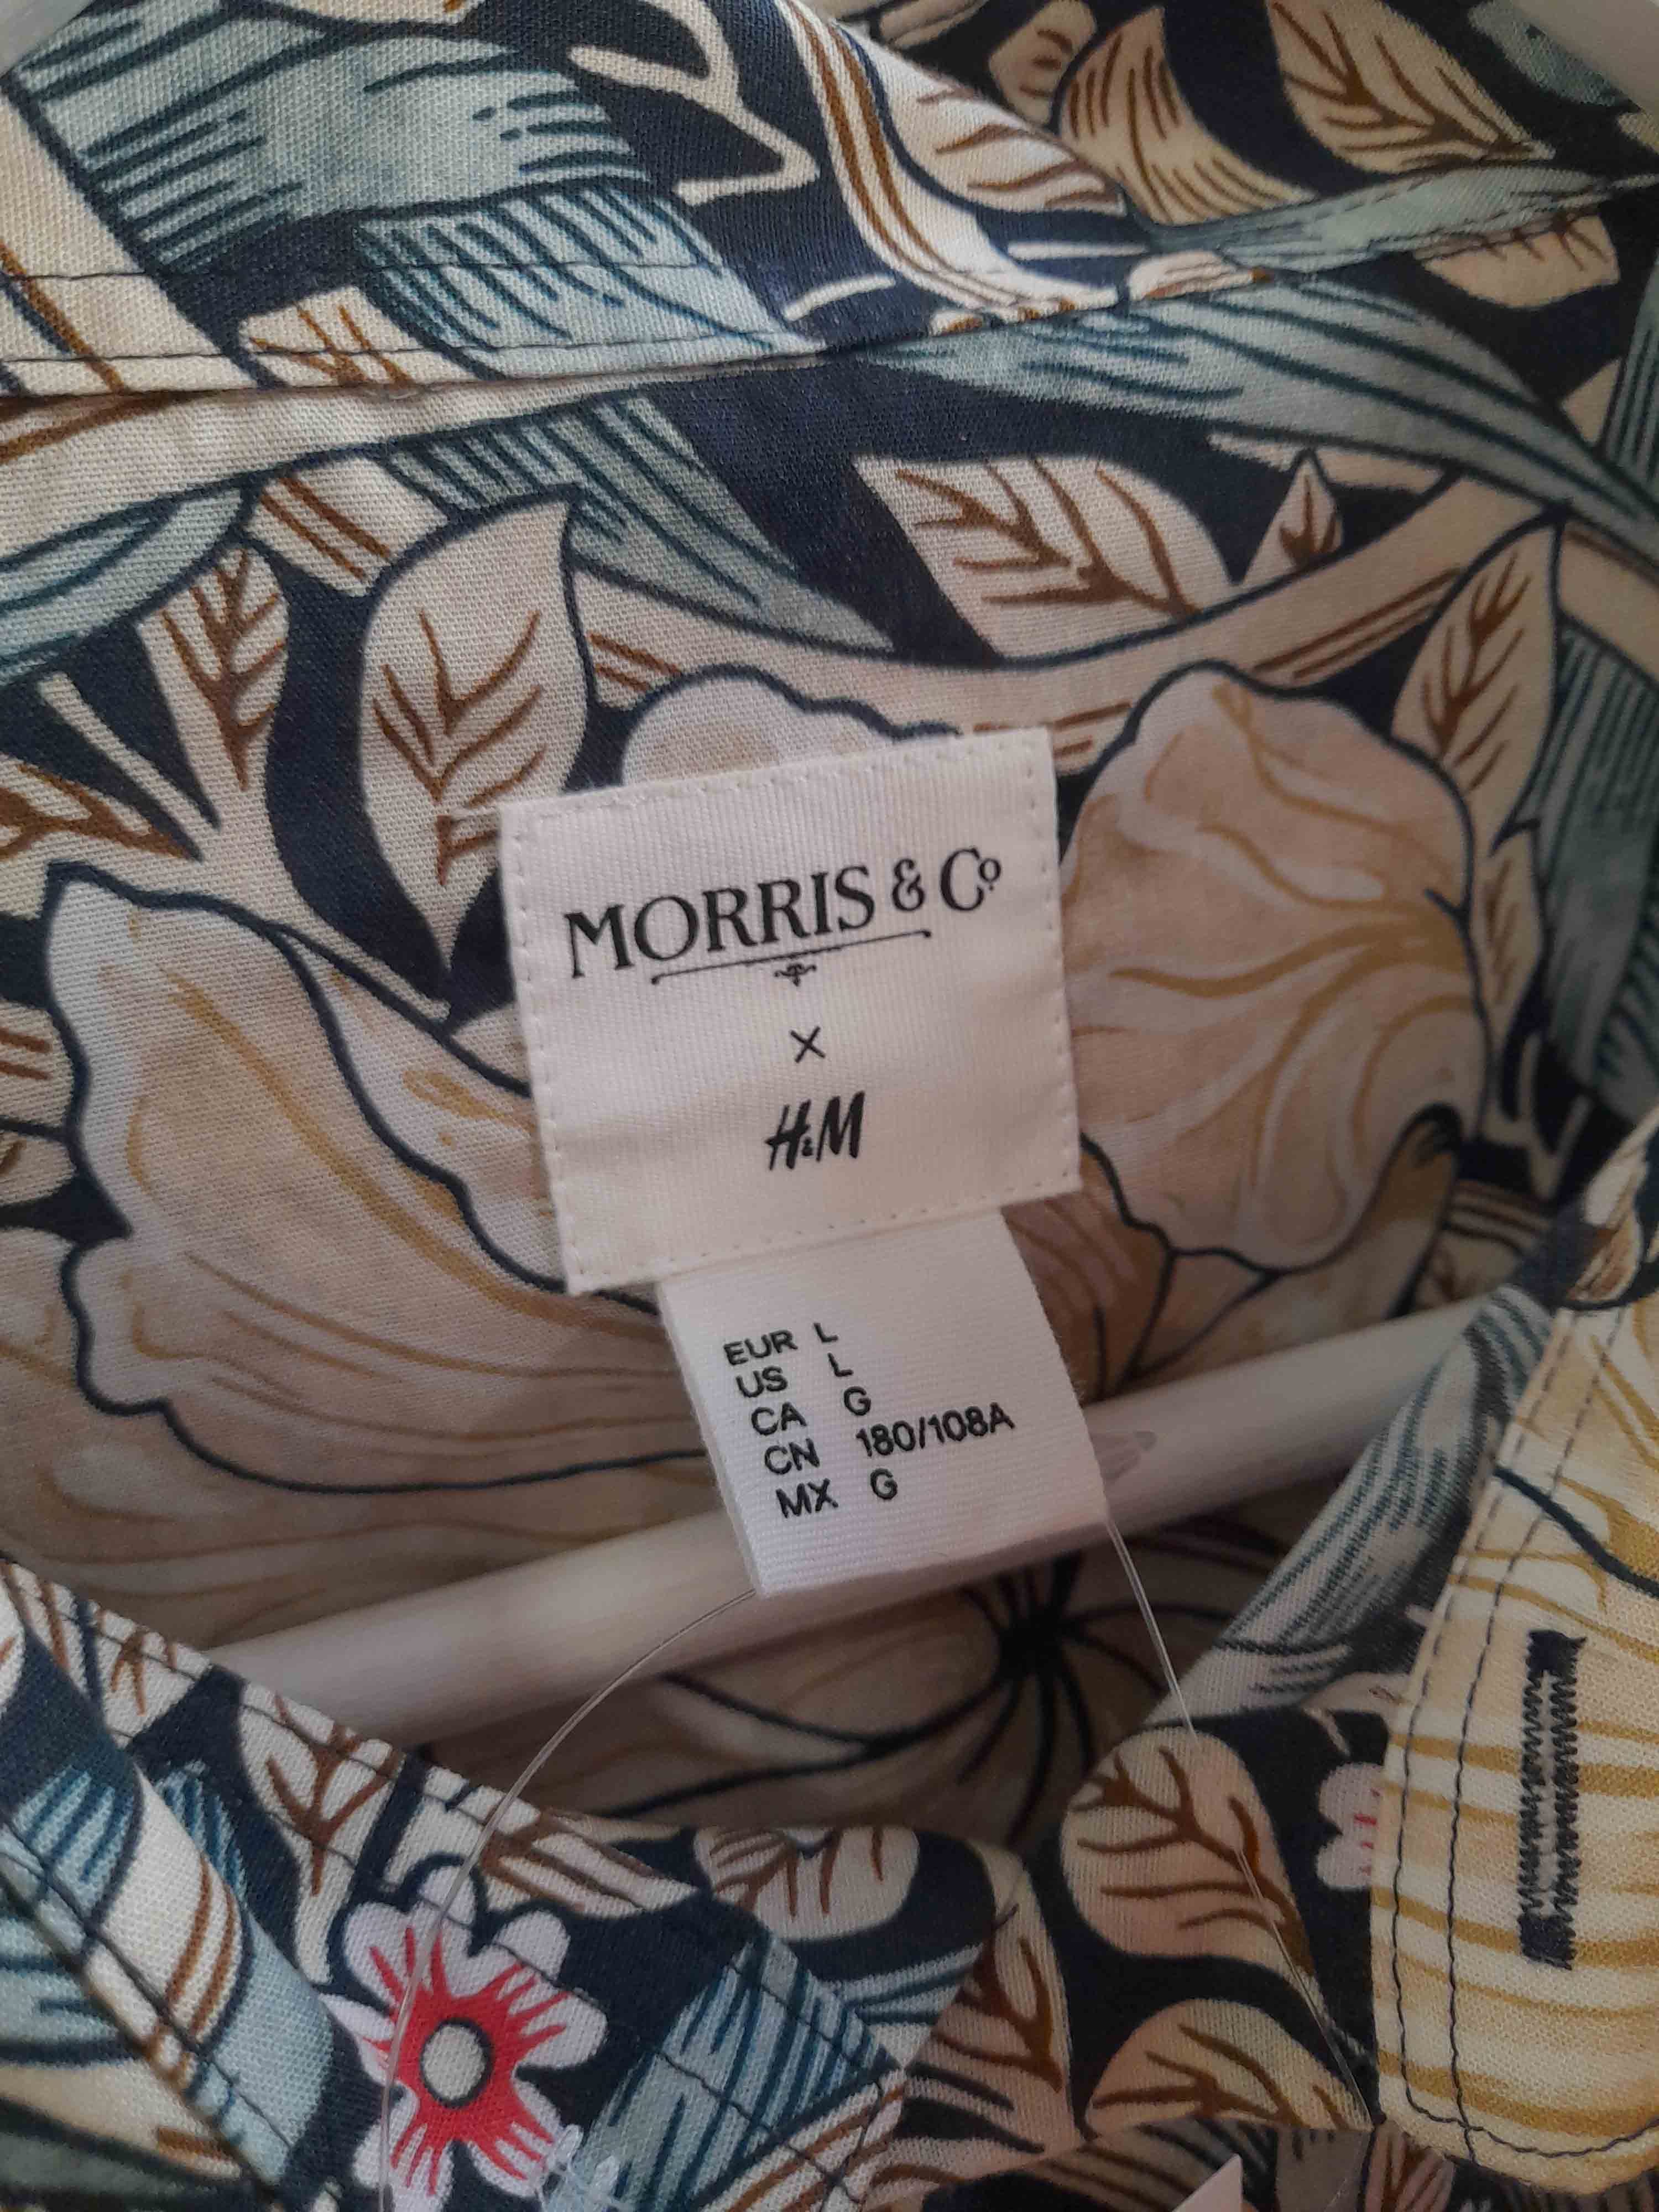 MORRIS & Cº
×
H&M
EUR L
US L
CA G
CN 180/108A
MX G